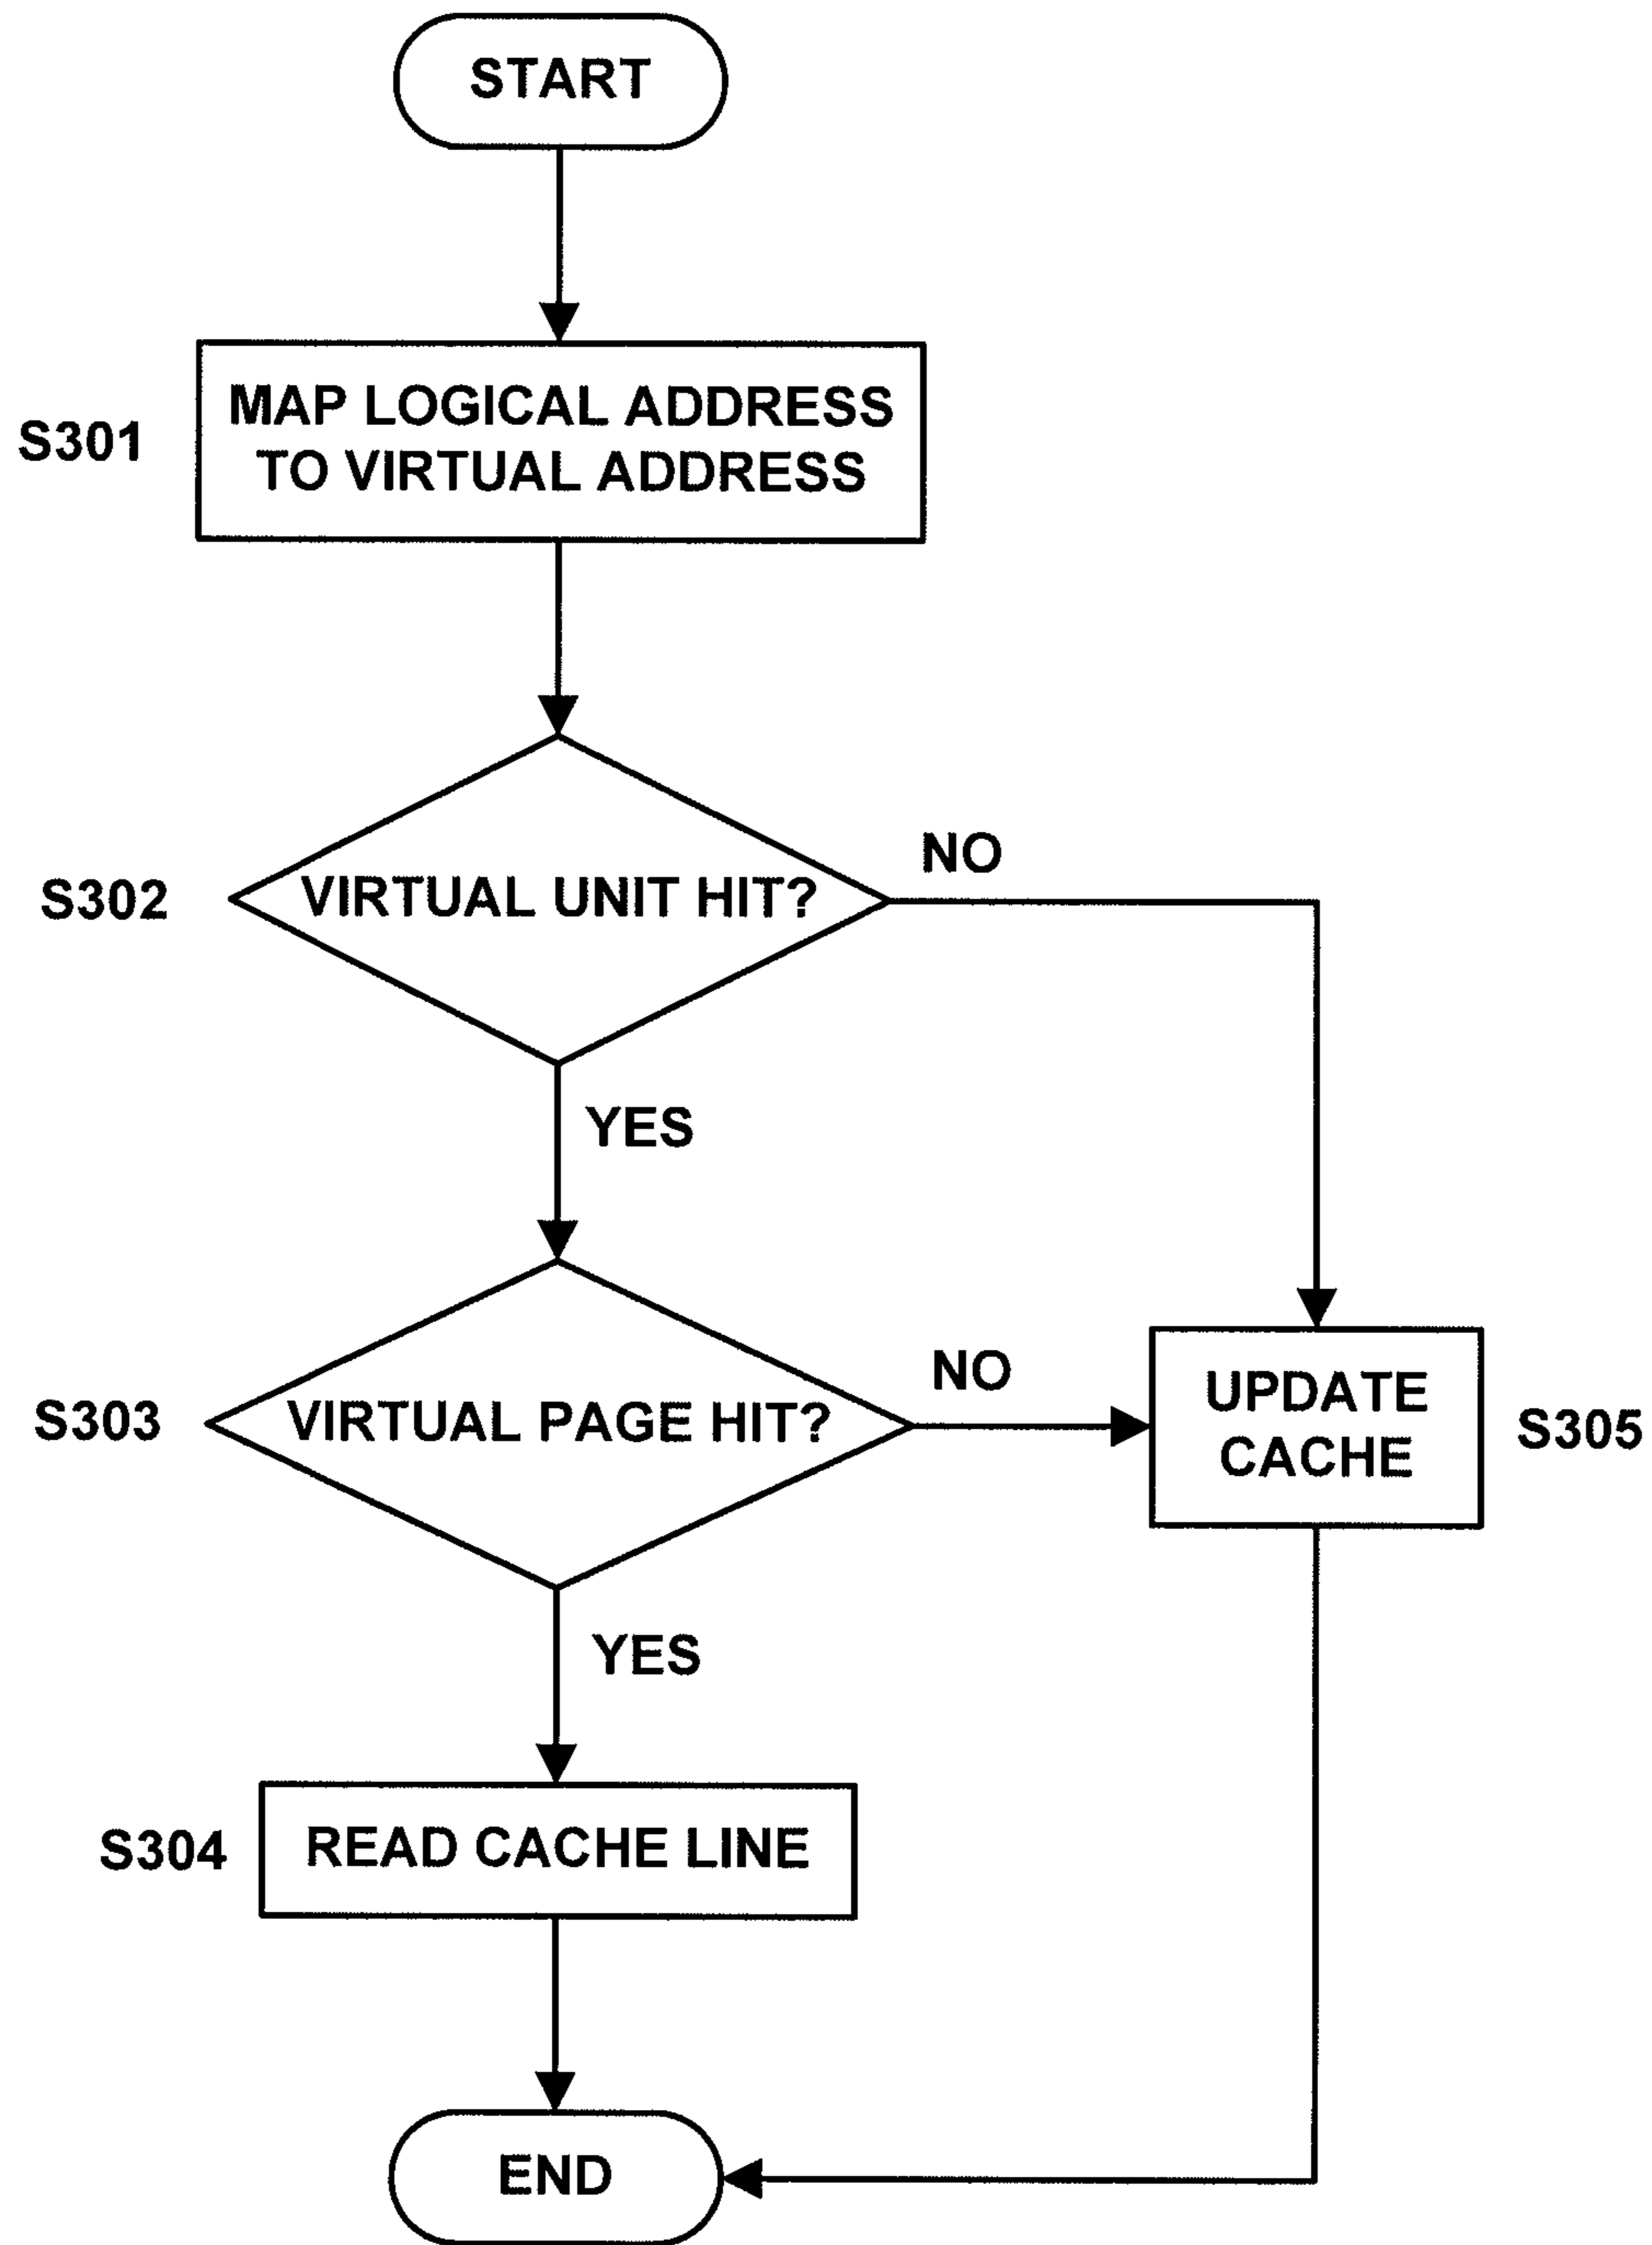 START
S301
MAP LOGICAL ADDRESS
TO VIRTUAL ADDRESS
S302
VIRTUAL UNIT HIT?
NO
YES
S303
VIRTUAL PAGE HIT?
NO
UPDATE
CACHE
S305
YES
S304
READ CACHE LINE
END